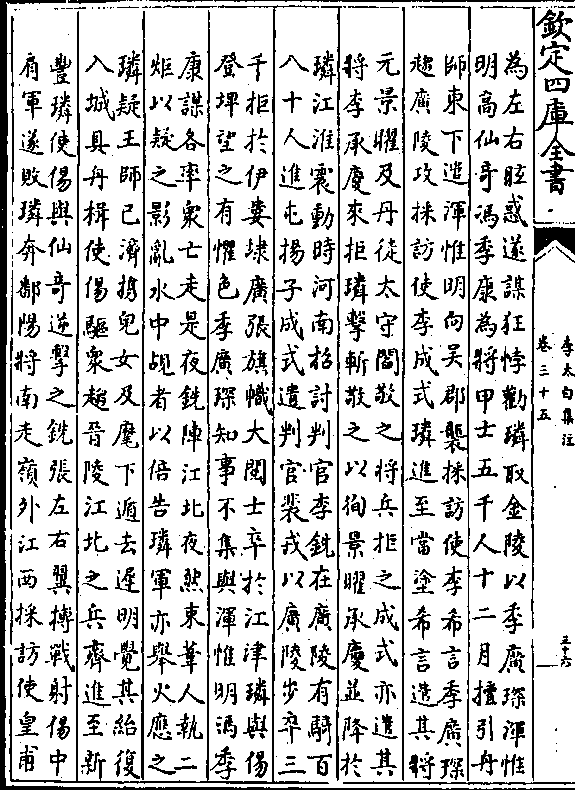 欽定四庫全書
李太白集注
卷三十五
三十六
為左右眩惑遂謀狂悖勸璘取金陵以季廣琛渾惟
明高仙奇馮季康為將甲士五千人十二月擅引舟
師東下遣渾惟明向吴郡襲採訪使李希言季廣琛
趨廣陵攻採訪使李成式璘進至當塗希言造其將
元景曜及丹徒太守閻敬之將兵拒之成式亦遣其
將李承慶來拒璘擊斬敬之以徇景曜承慶並降於
璘江淮震動時河南招討判官李銑在廣陵有騎百
八十人進屯揚子成式遣判官裴戎以廣陵步卒三
千拒於伊婁埭廣張旗幟大閱士卒於江津璘與偒
登埤望之有懼色季廣琛知事不集與渾惟明馮季
康謀各率衆亡走是夜銑陣江北夜然束葦人執二
炬以疑之影亂水中覘者以倍告璘軍亦舉火應之
璘疑王師已濟携兒女及麾下遁去遲明覺其紿復
入城具舟楫使偒驅衆趨晉陵江北之兵齊進至新
豐璘使偒與仙奇逆擊之銑張左右翼搏戰射偒中
肩軍遂敗璘奔鄱陽將南走嶺外江西採訪使皇甫